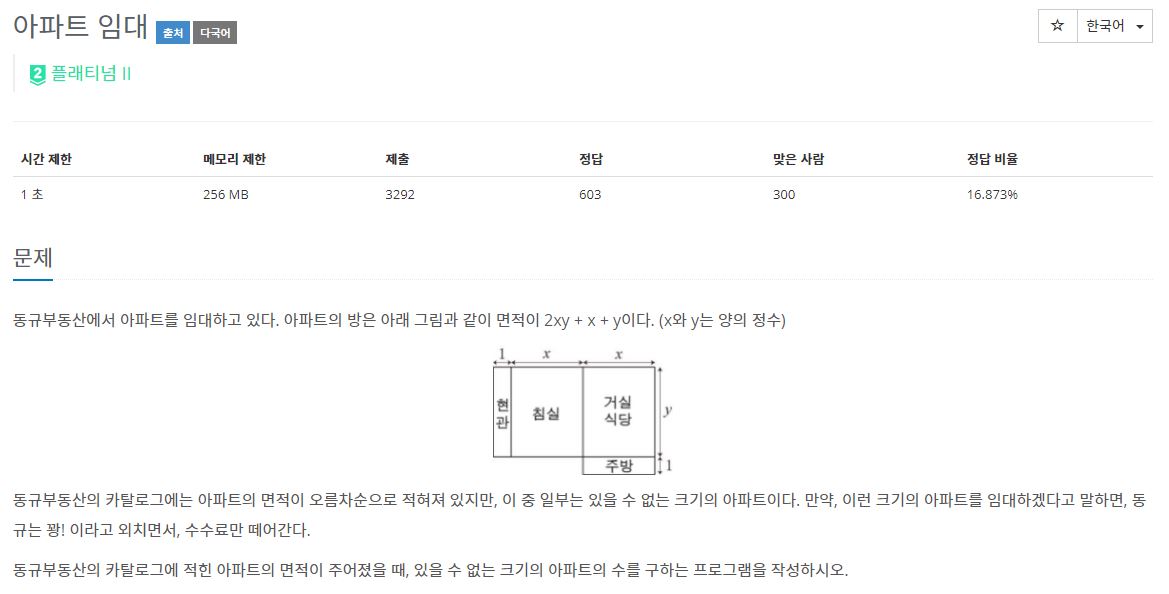 아파트 임대 출처 다국어
☆ 한국어
2 플래티넘 II
시간 제한 메모리 제한 제출 정답 맞은 사람 정답 비율
1 초 256 MB 3292 603 300 16.873%
문제
동규부동산에서 아파트를 임대하고 있다. 아파트의 방은 아래 그림과 같이 면적이 2xy + x + y이다. (x와 y는 양의 정수)
1 x x
현관 침실 거실 식당 y
주방 1
동규부동산의 카탈로그에는 아파트의 면적이 오름차순으로 적혀져 있지만, 이 중 일부는 있을 수 없는 크기의 아파트이다. 만약, 이런 크기의 아파트를 임대하겠다고 말하면, 동
규는 꽝! 이라고 외치면서, 수수료만 떼어간다.
동규부동산의 카탈로그에 적힌 아파트의 면적이 주어졌을 때, 있을 수 없는 크기의 아파트의 수를 구하는 프로그램을 작성하시오.